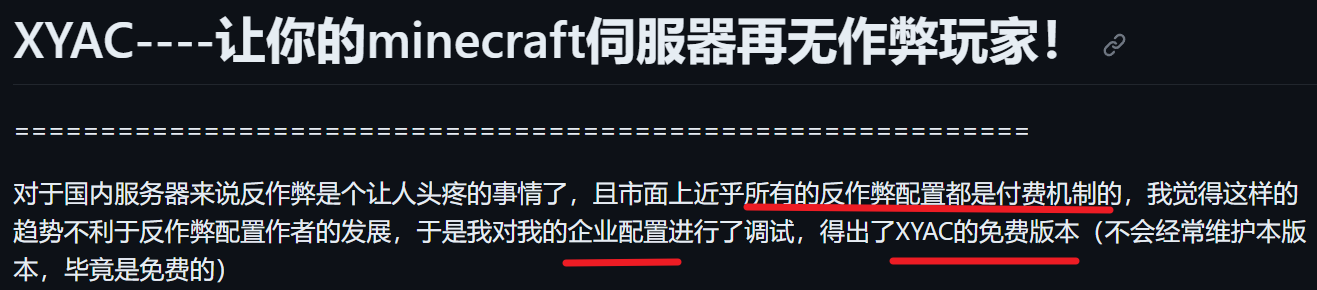 XYAC----让你的minecraft伺服器再无作弊玩家！
===========================================================
对于国内服务器来说反作弊是个让人头疼的事情了，且市面上近乎所有的反作弊配置都是付费机制的，我觉得这样的
趋势不利于反作弊配置作者的发展，于是我对我的企业配置进行了调试，得出了XYAC的免费版本（不会经常维护本版
本，毕竟是免费的）